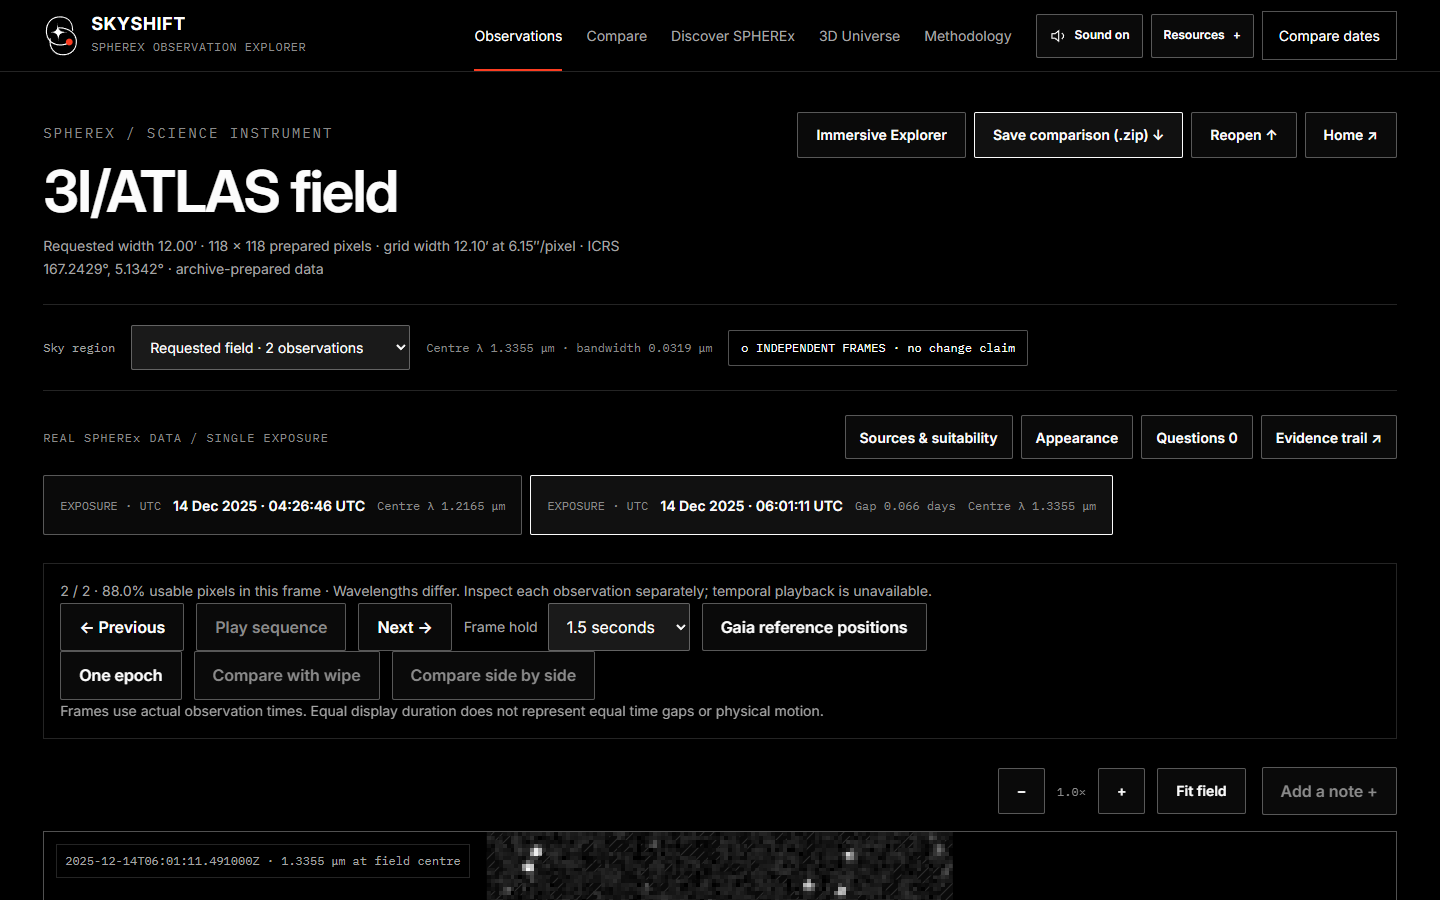 SKYSHIFT
SPHEREX OBSERVATION EXPLORER
Observations
Compare
Discover SPHEREx
3D Universe
Methodology
Sound on
Resources +
Compare dates
SPHEREX / SCIENCE INSTRUMENT
Immersive Explorer
Save comparison (.zip) ↓
Reopen ↑
Home ↗
3I/ATLAS field
Requested width 12.00′ · 118 × 118 prepared pixels · grid width 12.10′ at 6.15″/pixel · ICRS
167.2429°, 5.1342° · archive-prepared data
Sky region
Requested field · 2 observations
Centre λ 1.3355 µm · bandwidth 0.0319 µm
o INDEPENDENT FRAMES · no change claim
REAL SPHEREx DATA / SINGLE EXPOSURE
Sources & suitability
Appearance
Questions 0
Evidence trail ↗
EXPOSURE · UTC 14 Dec 2025 · 04:26:46 UTC Centre λ 1.2165 µm
EXPOSURE · UTC 14 Dec 2025 · 06:01:11 UTC Gap 0.066 days Centre λ 1.3355 µm
2 / 2 · 88.0% usable pixels in this frame · Wavelengths differ. Inspect each observation separately; temporal playback is unavailable.
← Previous
Play sequence
Next →
Frame hold
1.5 seconds
Gaia reference positions
One epoch
Compare with wipe
Compare side by side
Frames use actual observation times. Equal display duration does not represent equal time gaps or physical motion.
−
1.0×
+
Fit field
Add a note +
2025-12-14T06:01:11.491000Z · 1.3355 µm at field centre